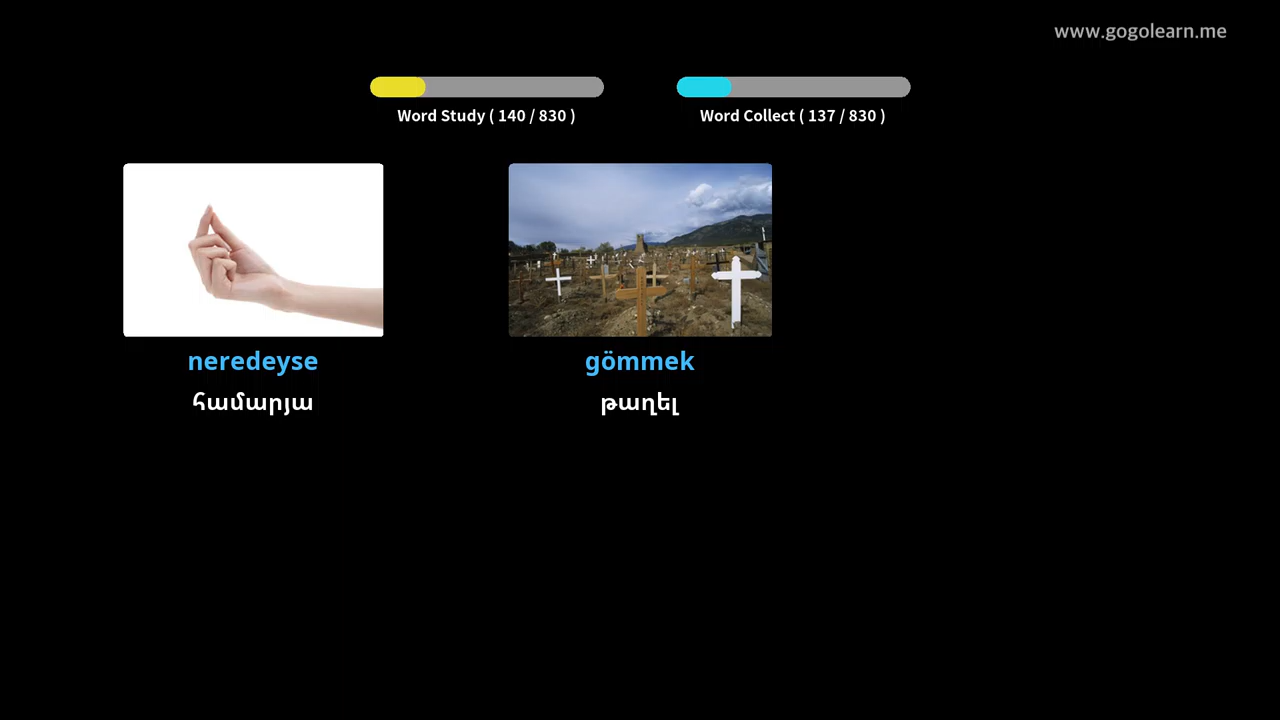 www.gogolearn.me
Word Study ( 140 / 830 )
Word Collect ( 137 / 830 )
neredeyse
համարյա
gömmek
թաղել